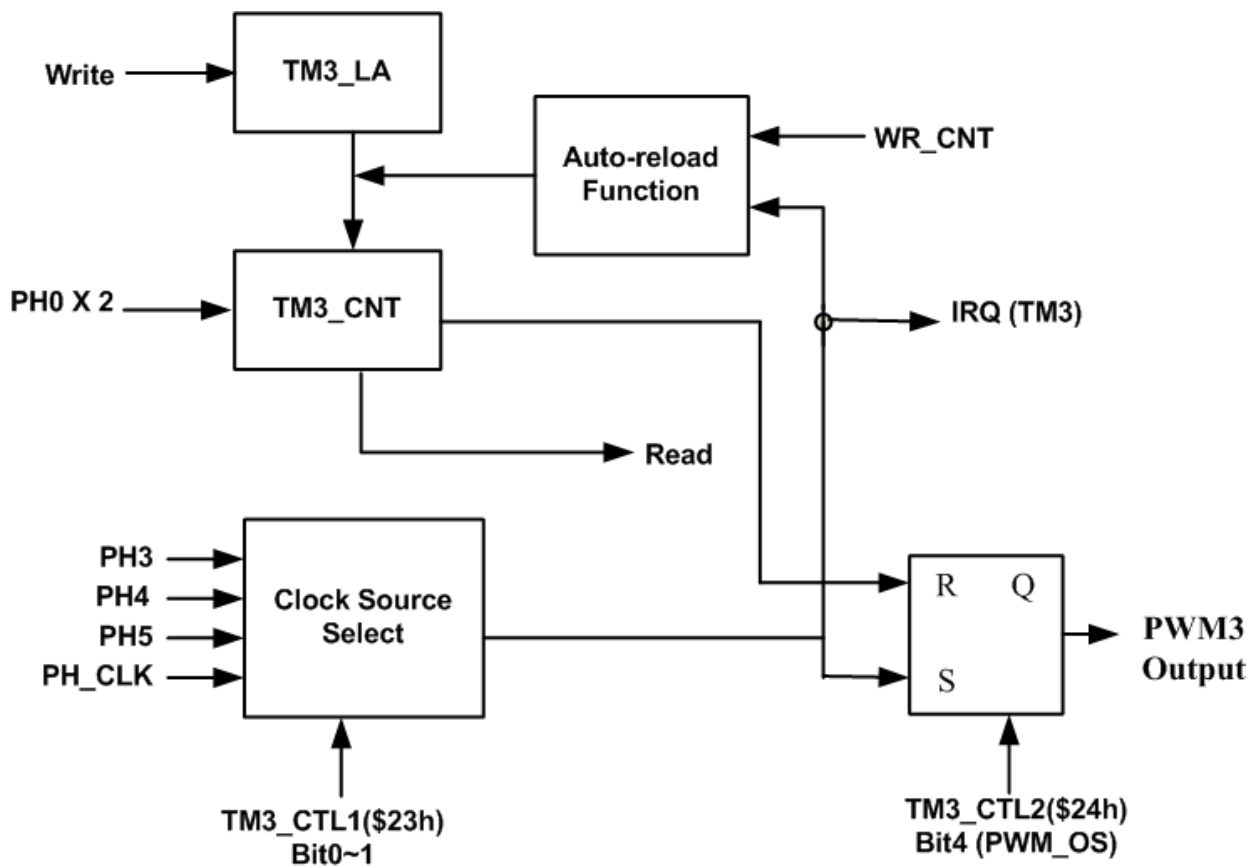 Write
TM3_LA
Auto-reload
Function
WR_CNT
PH0 X 2
TM3_CNT
IRQ (TM3)
Read
PH3
PH4
PH5
PH_CLK
Clock Source
Select
R Q
S
PWM3
Output
TM3_CTL1($23h)
Bit0~1
TM3_CTL2($24h)
Bit4 (PWM_OS)